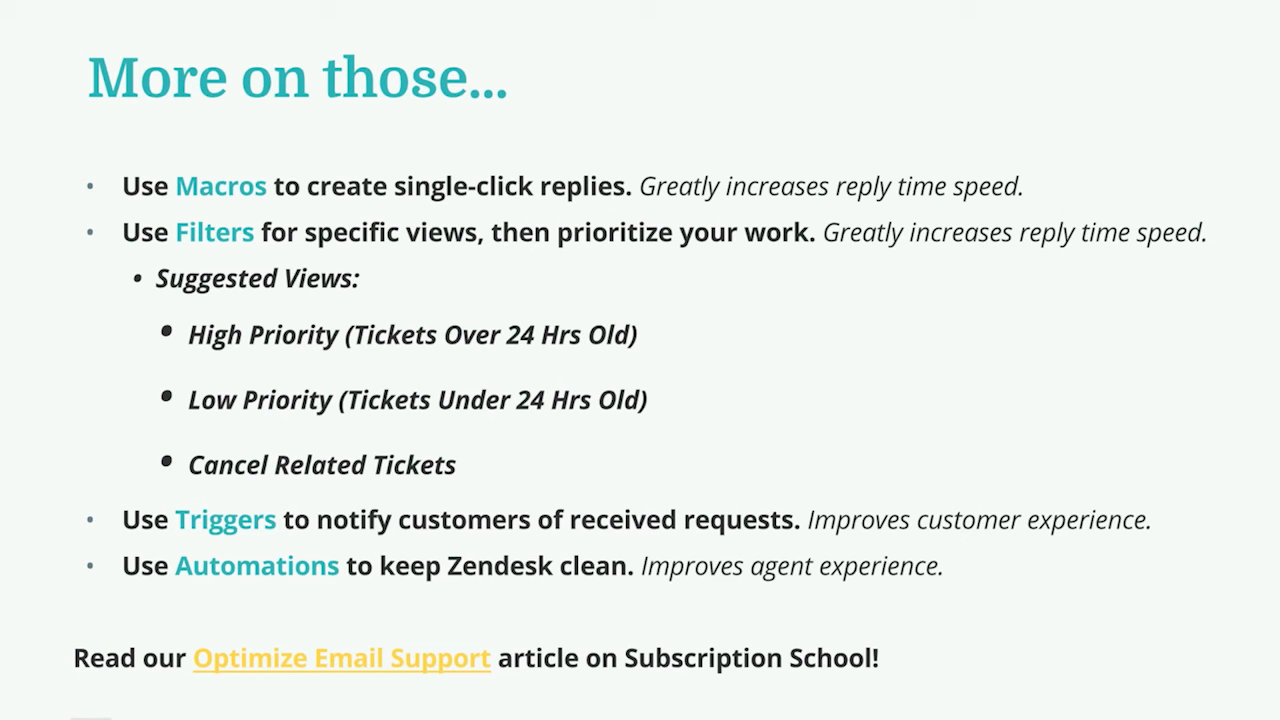 More on those...
• Use Macros to create single-click replies. Greatly increases reply time speed.
• Use Filters for specific views, then prioritize your work. Greatly increases reply time speed.
• Suggested Views:
• High Priority (Tickets Over 24 Hrs Old)
• Low Priority (Tickets Under 24 Hrs Old)
• Cancel Related Tickets
• Use Triggers to notify customers of received requests. Improves customer experience.
• Use Automations to keep Zendesk clean. Improves agent experience.
Read our Optimize Email Support article on Subscription School!